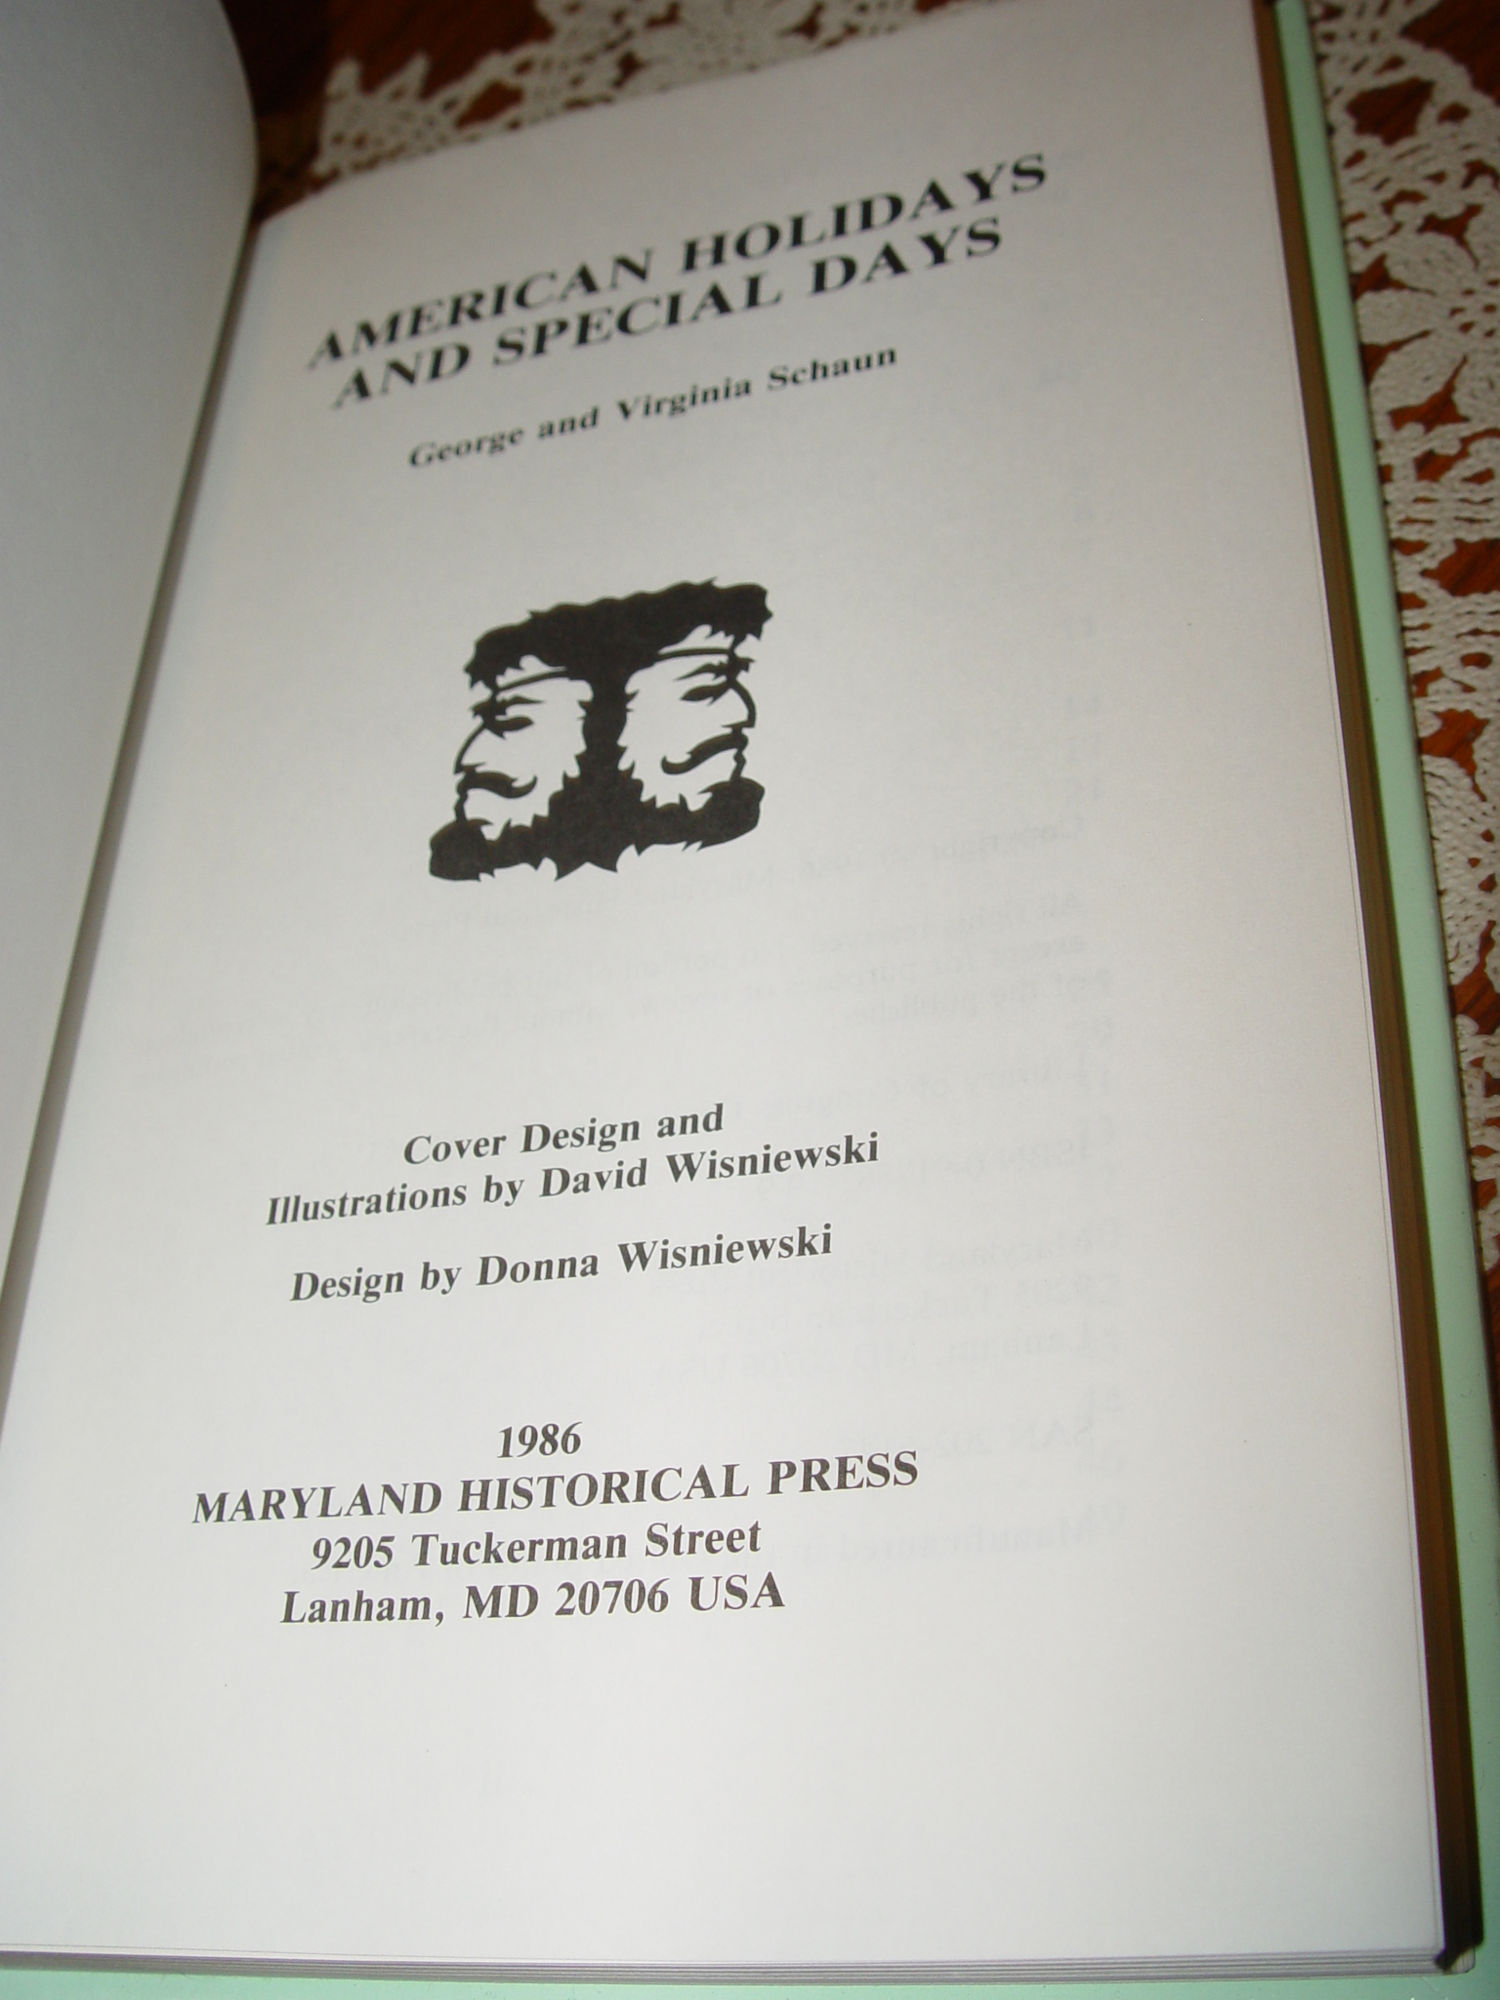 AMERICAN HOLIDAYS
AND SPECIAL DAYS
George and Virginia Schaun
Cover Design and
Illustrations by David Wisniewski
Design by Donna Wisniewski
1986
MARYLAND HISTORICAL PRESS
9205 Tuckerman Street
Lanham, MD 20706 USA